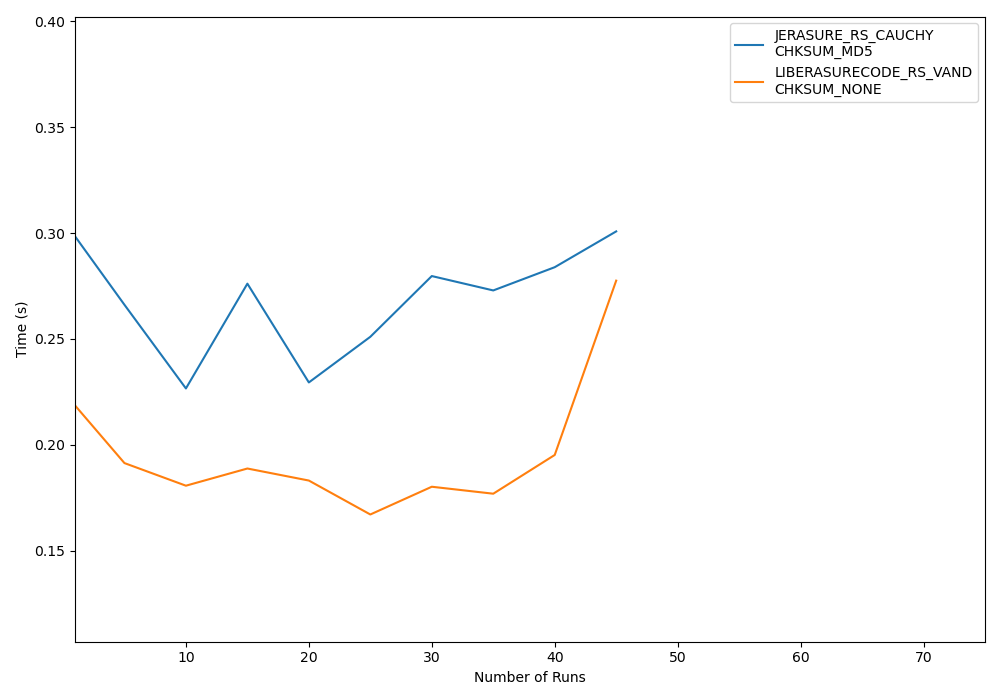 0.40
0.35
0.30
0.25
0.20
0.15
Time (s)
10 20 30 40 50 60 70
Number of Runs
JERASURE_RS_CAUCHY
CHKSUM_MD5
LIBERASURECODE_RS_VAND
CHKSUM_NONE